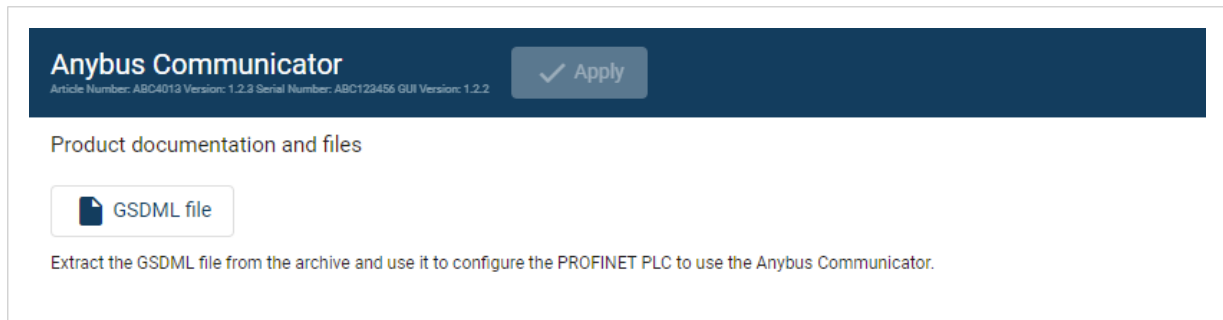 Anybus Communicator
Article Number: ABC4013 Version: 1.2.3 Serial Number: ABC123456 GUI Version: 1.2.2
Apply
Product documentation and files
GSDML file
Extract the GSDML file from the archive and use it to configure the PROFINET PLC to use the Anybus Communicator.